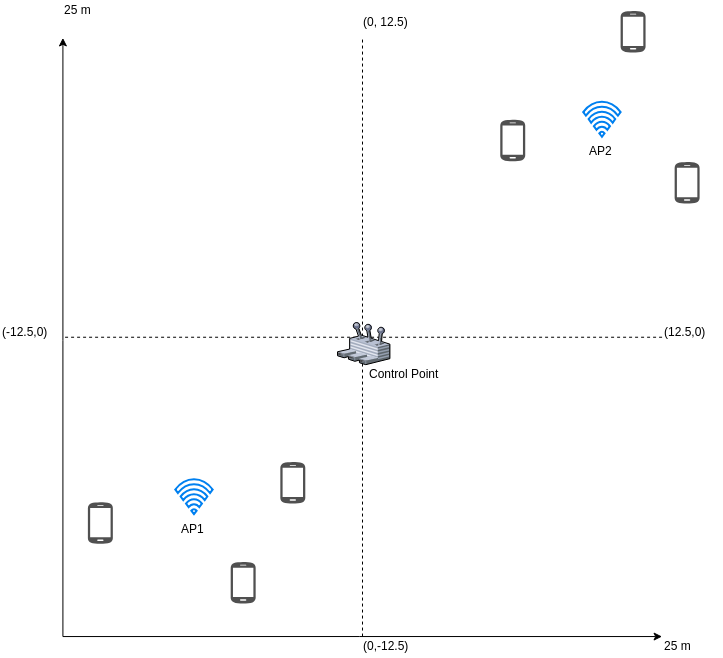 25 m
(0, 12.5)
AP2
(-12.5,0)
(12.5,0)
Control Point
AP1
(0,-12.5)
25 m